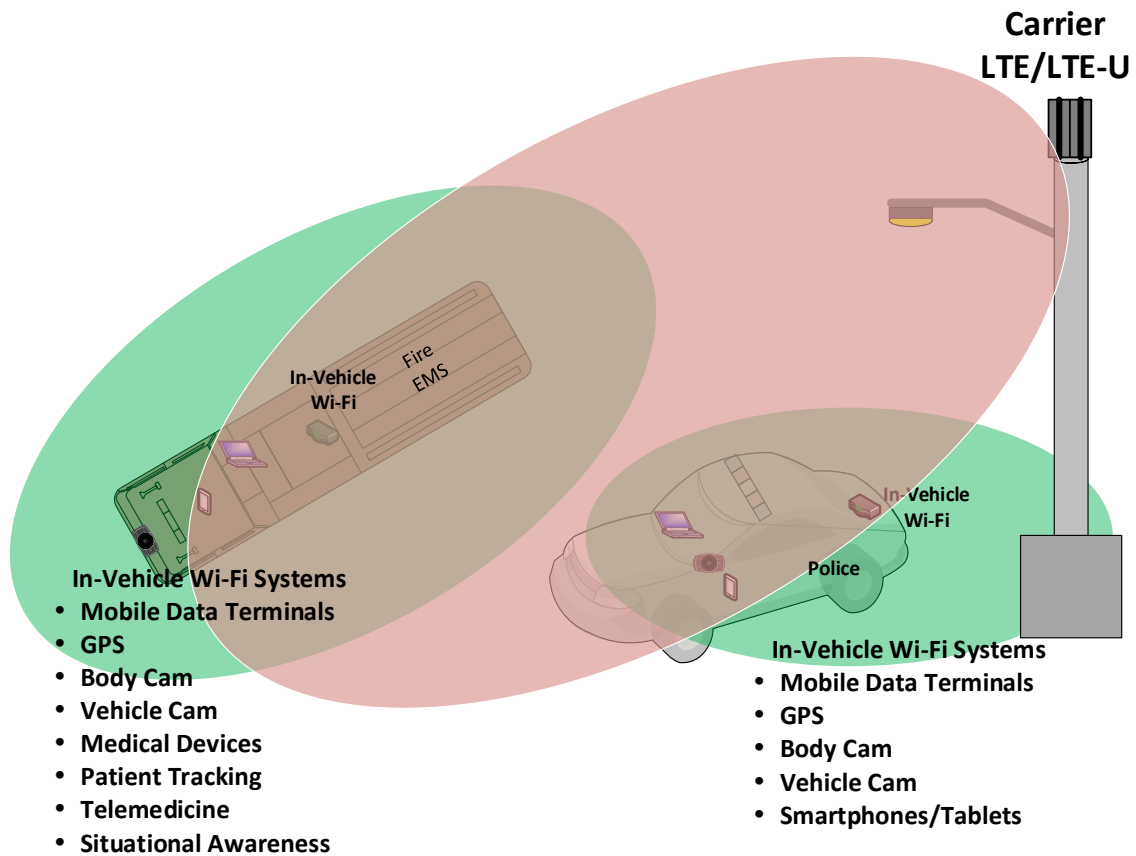 Carrier
LTE/LTE-U
Fire
EMS
In-Vehicle
Wi-Fi
In-Vehicle
Wi-Fi
Police
In-Vehicle Wi-Fi Systems
• Mobile Data Terminals
• GPS
• Body Cam
• Vehicle Cam
• Medical Devices
• Patient Tracking
• Telemedicine
• Situational Awareness
In-Vehicle Wi-Fi Systems
• Mobile Data Terminals
• GPS
• Body Cam
• Vehicle Cam
• Smartphones/Tablets